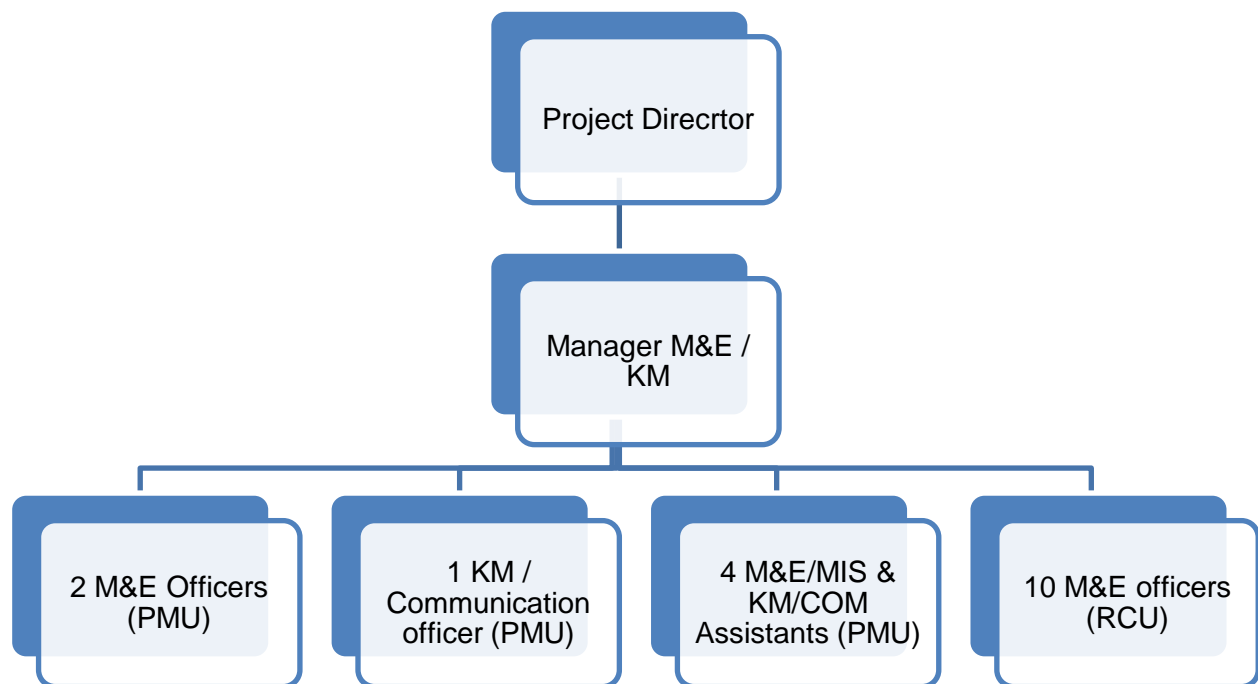 Project Direcrtor
Manager M&E /
KM
2 M&E Officers
(PMU)
1 KM /
Communication
officer (PMU)
4 M&E/MIS &
KM/COM
Assistants (PMU)
10 M&E officers
(RCU)